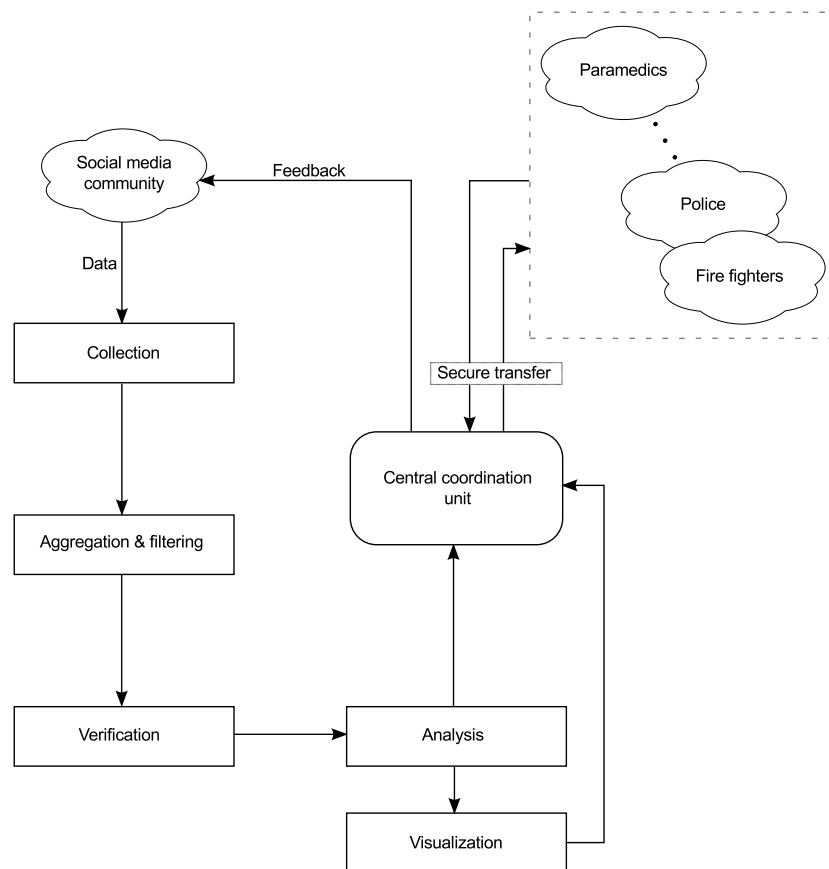 Paramedics
Social media
community
Feedback
Police
Data
Fire fighters
Collection
Secure transfer
Central coordination
unit
Aggregation & filtering
Verification
Analysis
Visualization